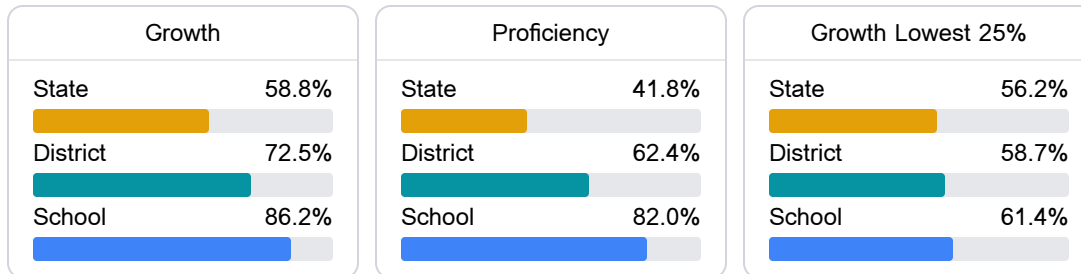 Growth
State 58.8%
District 72.5%
School 86.2%
Proficiency
State 41.8%
District 62.4%
School 82.0%
Growth Lowest 25%
State 56.2%
District 58.7%
School 61.4%